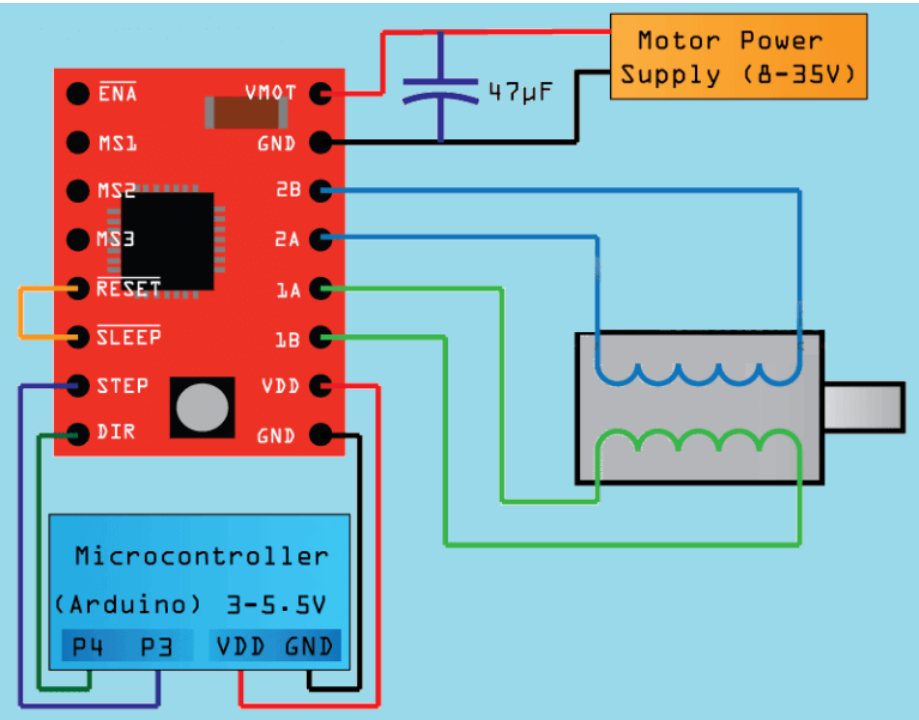 Motor Power
Supply (8-35V)
47µF
ENA
MS1
MS2
MS3
RESET
SLEEP
STEP
DIR
VMOT
GND
2B
2A
1A
1B
VDD
GND
Microcontroller
(Arduino) 3-5.5V
P4 P3 VDD GND